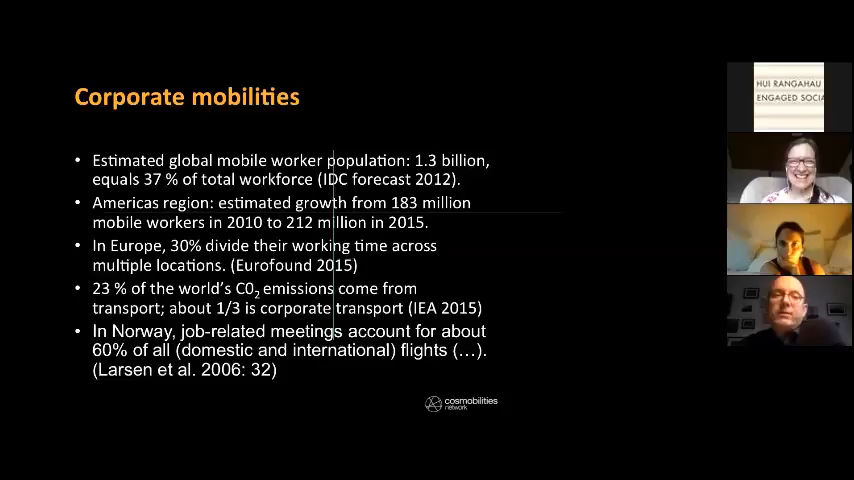 Corporate mobilities
• Estimated global mobile worker population: 1.3 billion,
equals 37 % of total workforce (IDC forecast 2012).
• Americas region: estimated growth from 183 million
mobile workers in 2010 to 212 million in 2015.
• In Europe, 30% divide their working time across
multiple locations. (Eurofound 2015)
• 23 % of the world's C0₂ emissions come from
transport; about 1/3 is corporate transport (IEA 2015)
• In Norway, job-related meetings account for about
60% of all (domestic and international) flights (…).
(Larsen et al. 2006: 32)
cosmobilities
network
HUI RANGAHAU
ENGAGED SOCIA